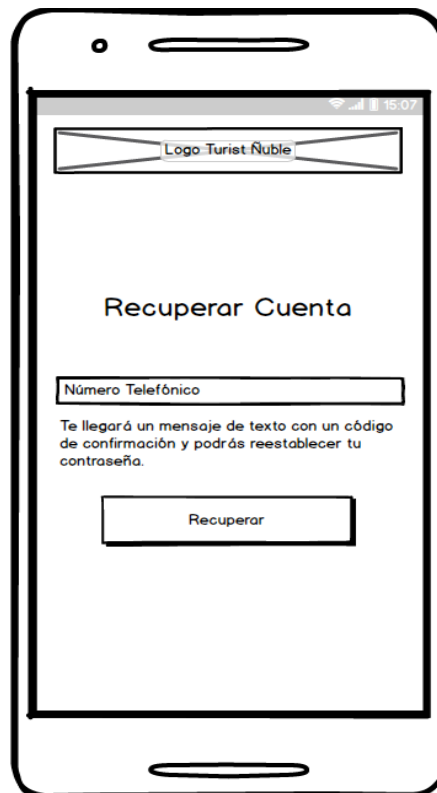 15:07
Logo Turist Ñuble
Recuperar Cuenta
Número Telefónico
Te llegará un mensaje de texto con un código
de confirmación y podrás reestablecer tu
contraseña.
Recuperar